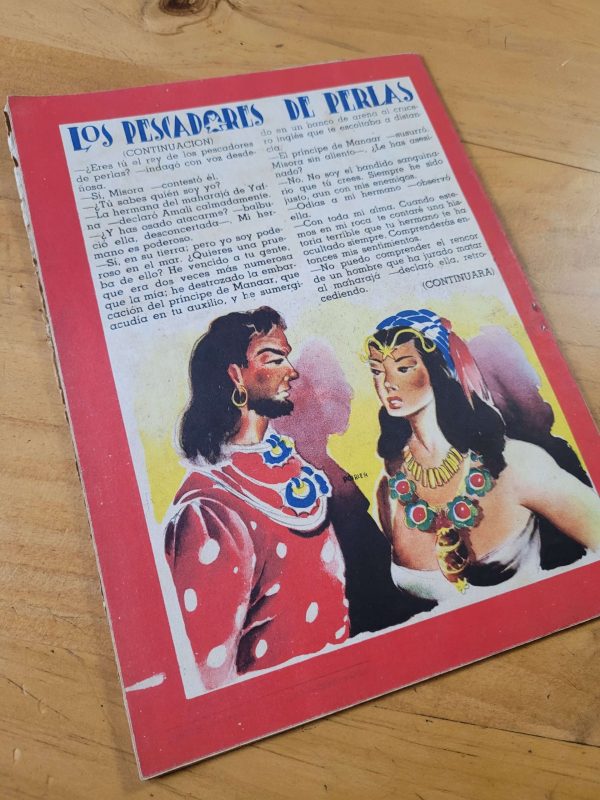 LOS PESCADORES DE PERLAS
(CONTINUACION)
—¿Eres tú el rey de los pescadores
de perlas? —indagó con voz desde-
ñosa.
—Sí, Misora —contestó él.
—¿Tú sabes quién soy yo?
—La hermana del maharajá de Yaf-
na —declaró Amali calmadamente.
—¿Y has osado atacarme? —balbu-
ció ella, desconcertada—. Mi her-
mano es poderoso.
—Sí, en su tierra; pero yo soy pode-
roso en el mar. ¿Quieres una prue-
ba de ello? He vencido a tu gente,
que era dos veces más numerosa
que la mía; he destrozado la embar-
cación del príncipe de Manaar, que
acudía en tu auxilio, y he sumergi-
do en un banco de arena al cruce-
ro inglés que te escoltaba a distan-
cia.
—El príncipe de Manaar —susurró
Misora sin aliento—. ¿Le has asesi-
nado?
—No. No soy el bandido sanguina-
rio que tú crees. Siempre he sido
justo, aun con mis enemigos.
—Odias a mi hermano —observó
ella.
—Con toda mi alma. Cuando este-
mos en mi roca, te contaré una his-
toria terrible que tu hermano te ha
ocultado siempre. Comprenderás en-
tonces mis sentimientos.
—No puedo comprender el rencor
de un hombre que ha jurado matar
al maharajá —declaró ella, retro-
cediendo.
(CONTINUARA)